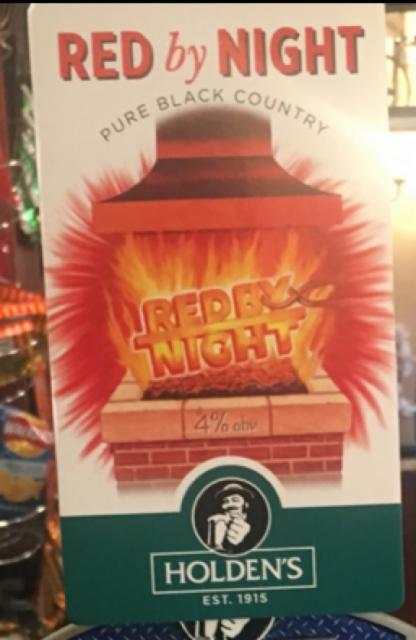 RED by NIGHT
PURE BLACK COUNTRY
RED BY
NIGHT
4% abv
HOLDEN'S
EST. 1915